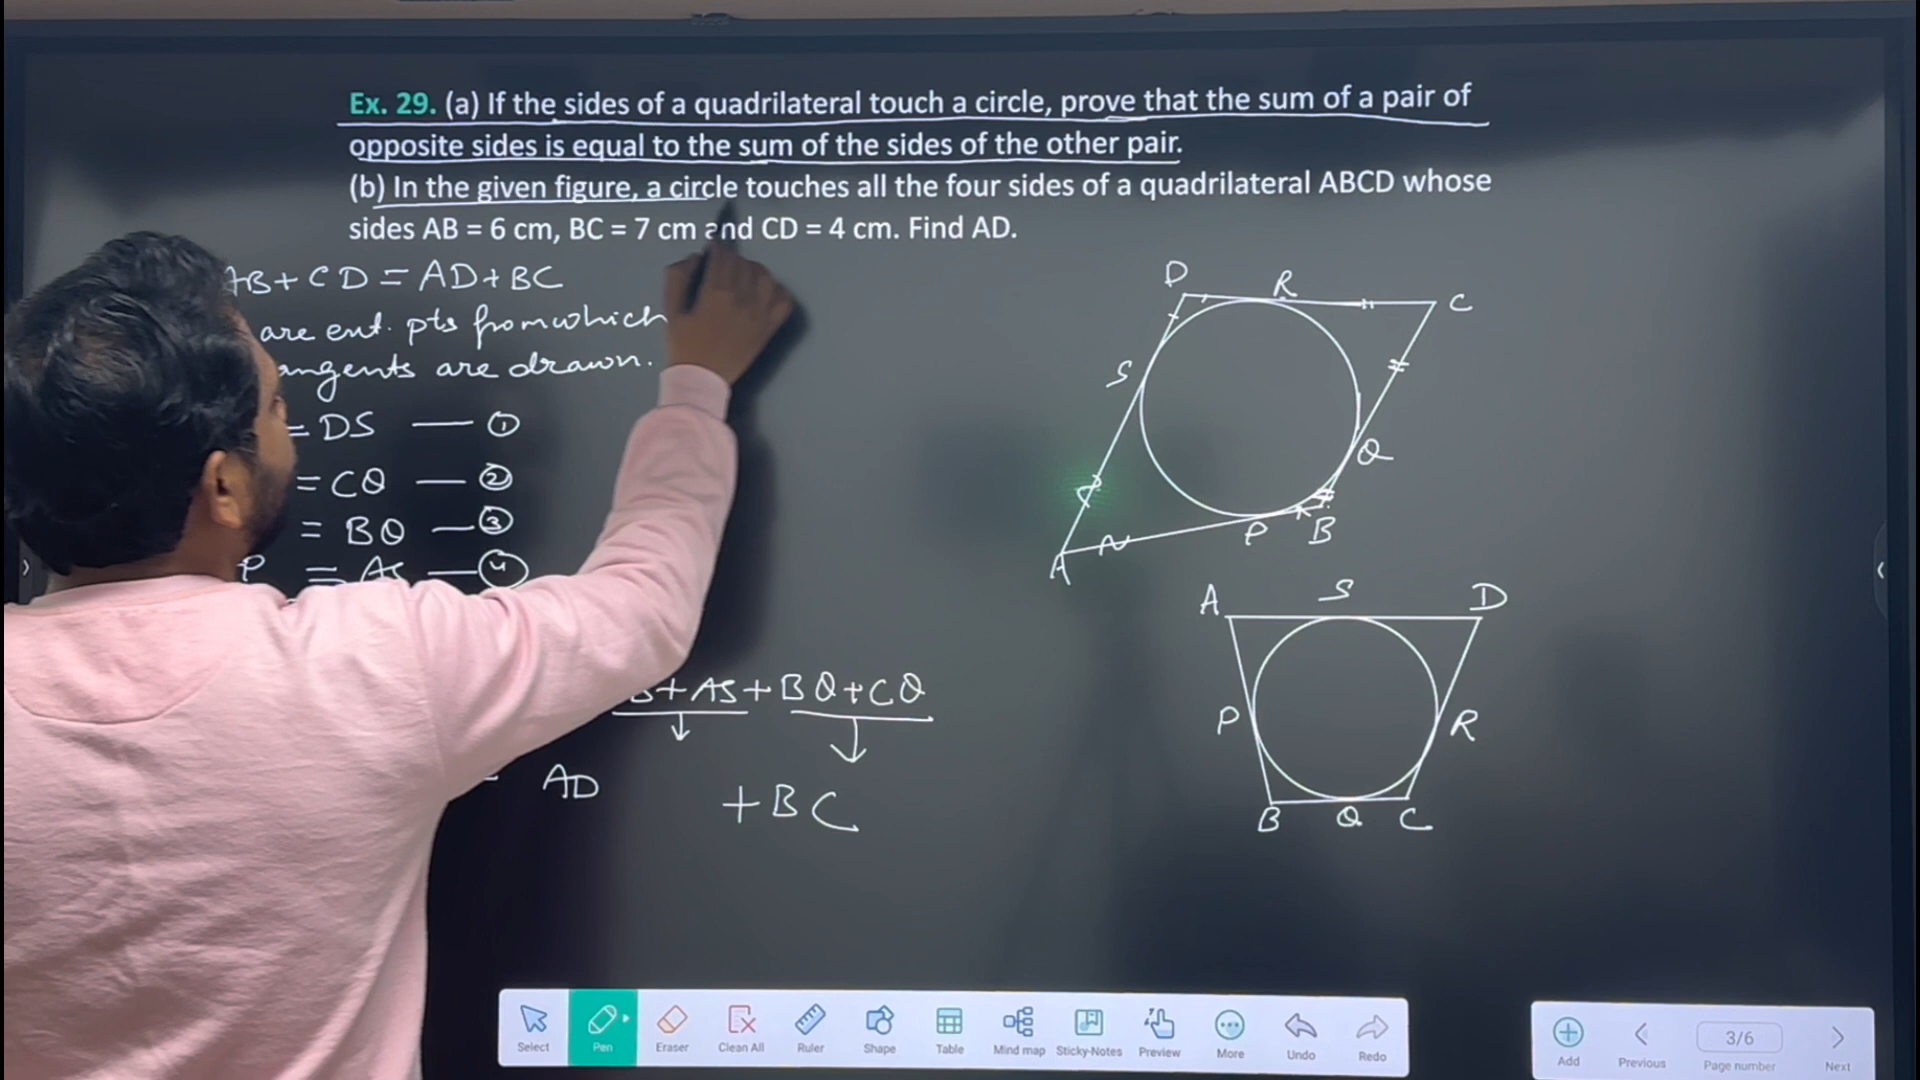 Ex. 29. (a) If the sides of a quadrilateral touch a circle, prove that the sum of a pair of
opposite sides is equal to the sum of the sides of the other pair.
(b) In the given figure, a circle touches all the four sides of a quadrilateral ABCD whose
sides AB = 6 cm, BC = 7 cm and CD = 4 cm. Find AD.
AB + CD = AD + BC
are ent. pts from which
tangents are drawn.
= DS — 1
= CQ — 2
= BQ — 3
P = AS — 4
+ AS + BQ + CQ
AD
+ BC
D R C
S
Q
P B
A
A S D
P R
B Q C
Select Pen Eraser Clean All Ruler Shape Table Mind map Sticky-Notes Preview More Undo Redo
Add Previous 3/6 Page number Next